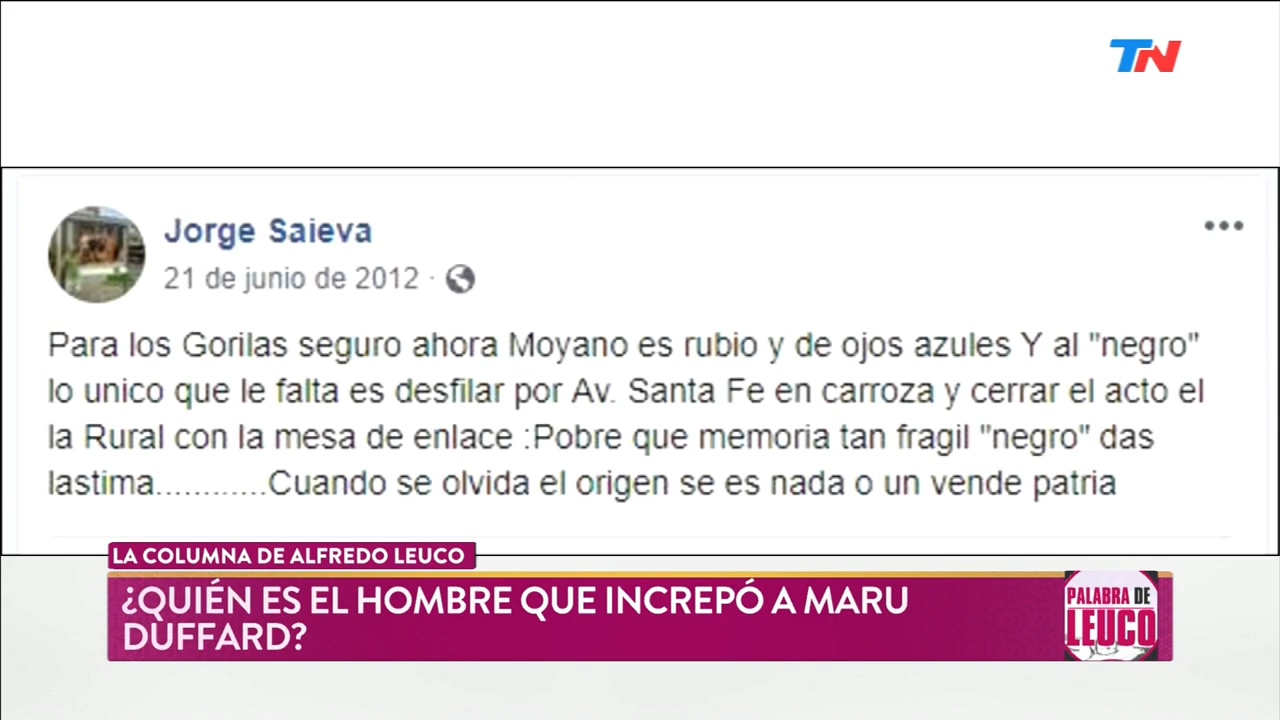 TN
Jorge Saieva
21 de junio de 2012 ·
Para los Gorilas seguro ahora Moyano es rubio y de ojos azules Y al "negro"
lo unico que le falta es desfilar por Av. Santa Fe en carroza y cerrar el acto el
la Rural con la mesa de enlace :Pobre que memoria tan fragil "negro" das
lastima............Cuando se olvida el origen se es nada o un vende patria
LA COLUMNA DE ALFREDO LEUCO
¿QUIÉN ES EL HOMBRE QUE INCREPÓ A MARU
DUFFARD?
PALABRA DE
LEUCO